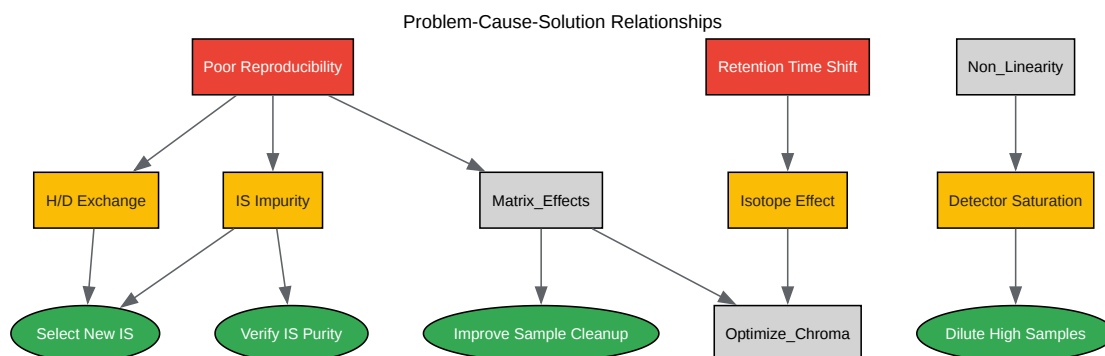 Problem-Cause-Solution Relationships
Poor Reproducibility
Retention Time Shift
Non_Linearity
H/D Exchange
IS Impurity
Matrix_Effects
Isotope Effect
Detector Saturation
Select New IS
Verify IS Purity
Improve Sample Cleanup
Optimize_Chroma
Dilute High Samples